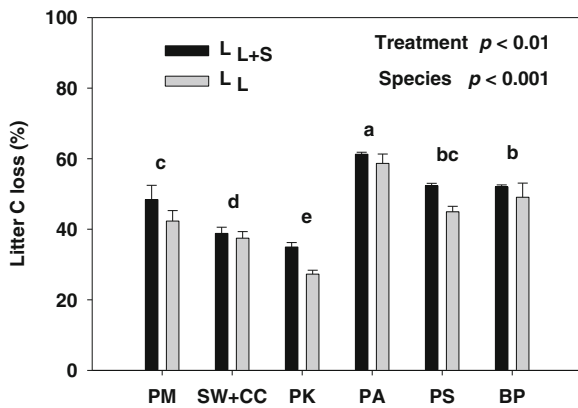 100
80
60
40
20
0
Litter C loss (%)
L L+S
L L
Treatment p < 0.01
Species p < 0.001
c
d
e
a
bc
b
PM SW+CC PK PA PS BP